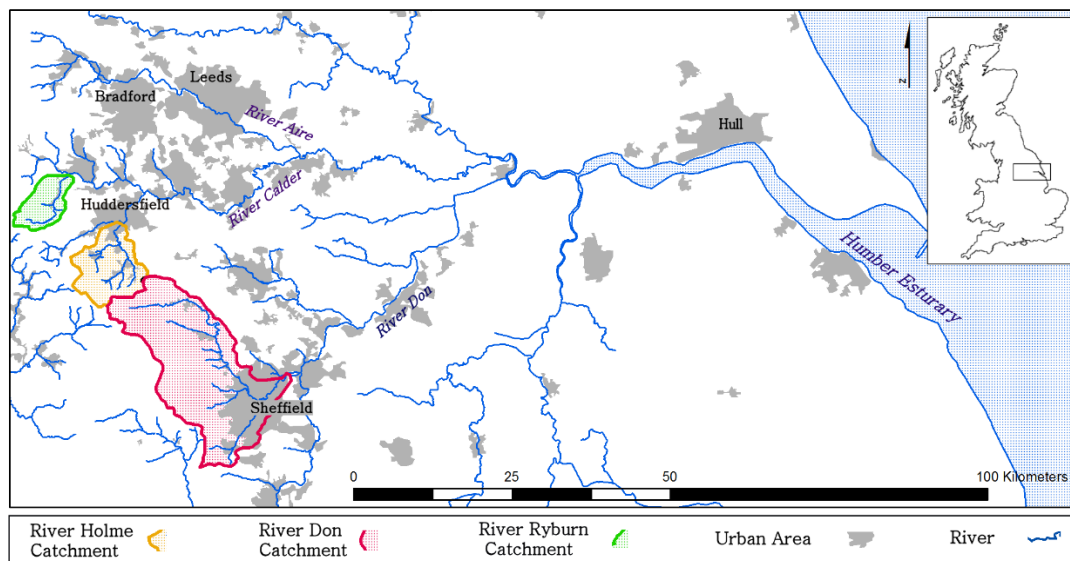 Leeds
Bradford
River Aire
Hull
Huddersfield
River Calder
Humber Esturary
River Don
Sheffield
0 25 50 100 Kilometers
z
River Holme
Catchment
River Don
Catchment
River Ryburn
Catchment
Urban Area
River